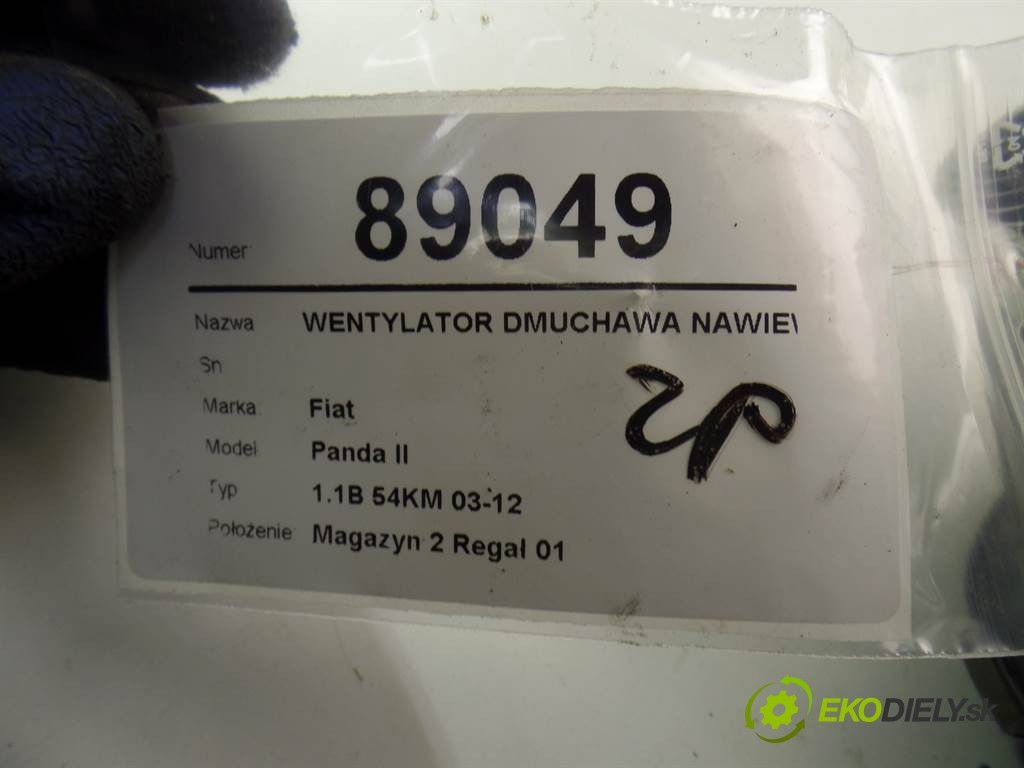 Numer 89049
Nazwa WENTYLATOR DMUCHAWA NAWIEW
Sn
Marka Fiat
Model Panda II
Typ 1.1B 54KM 03-12
Położenie Magazyn 2 Regał 01
EKODIELY.sk